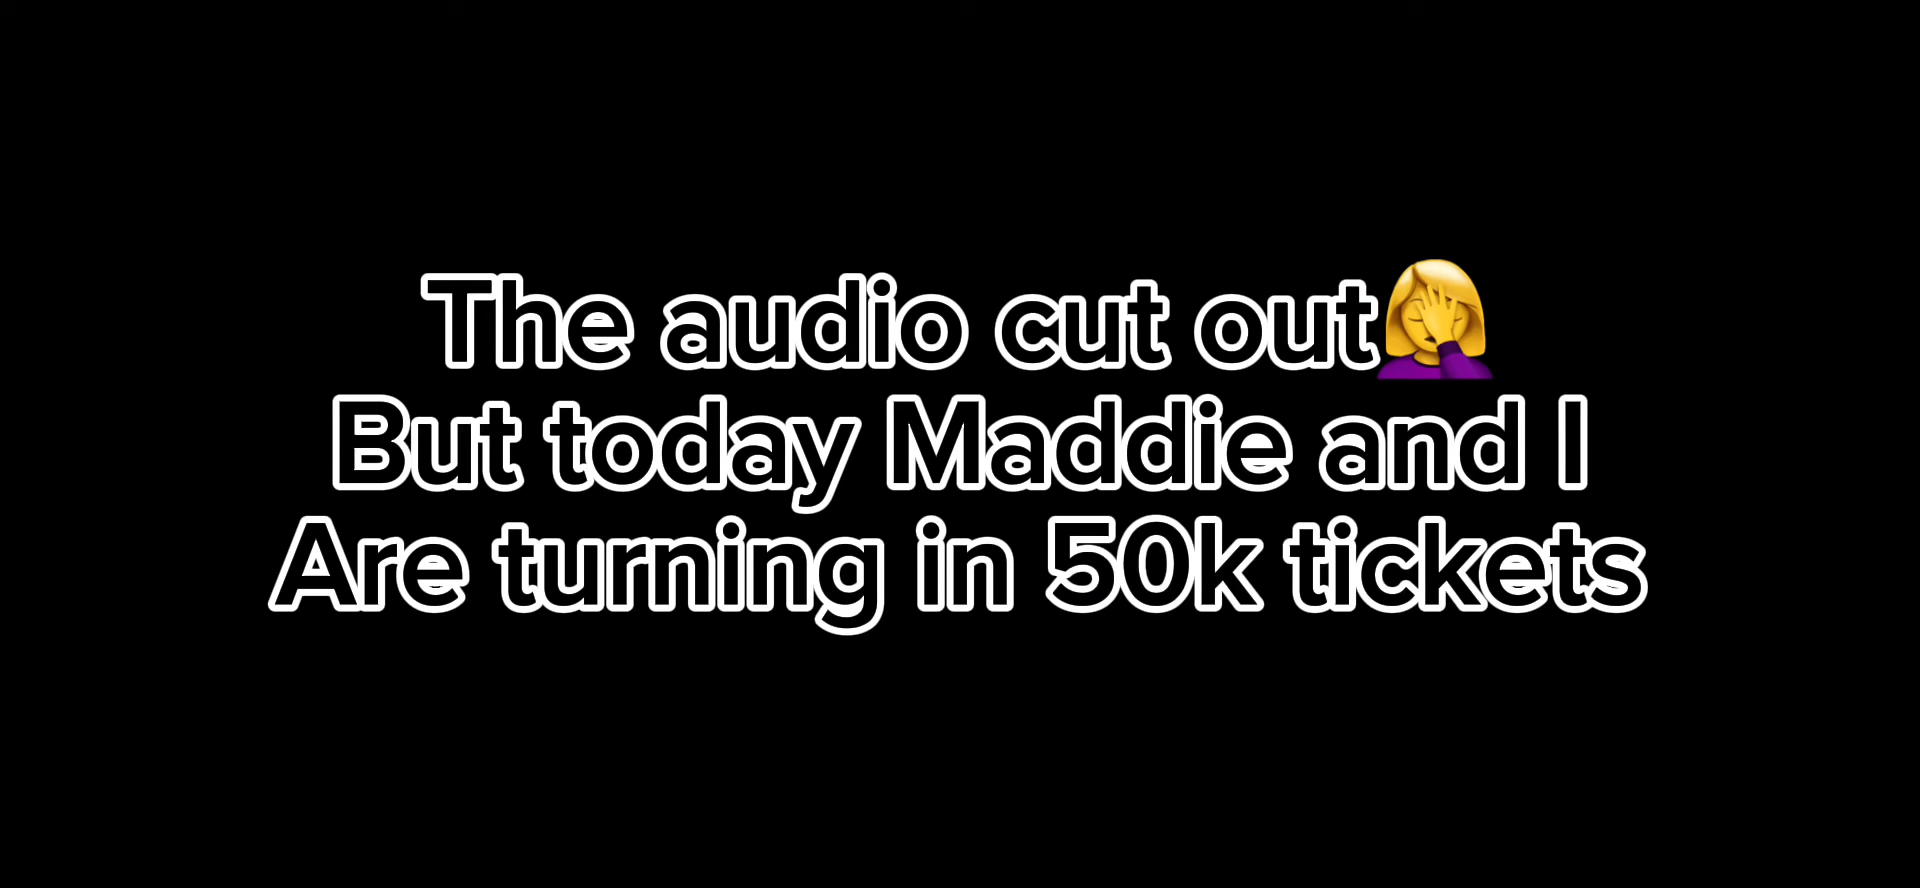 The audio cut out🤦‍♀️
But today Maddie and I
Are turning in 50k tickets